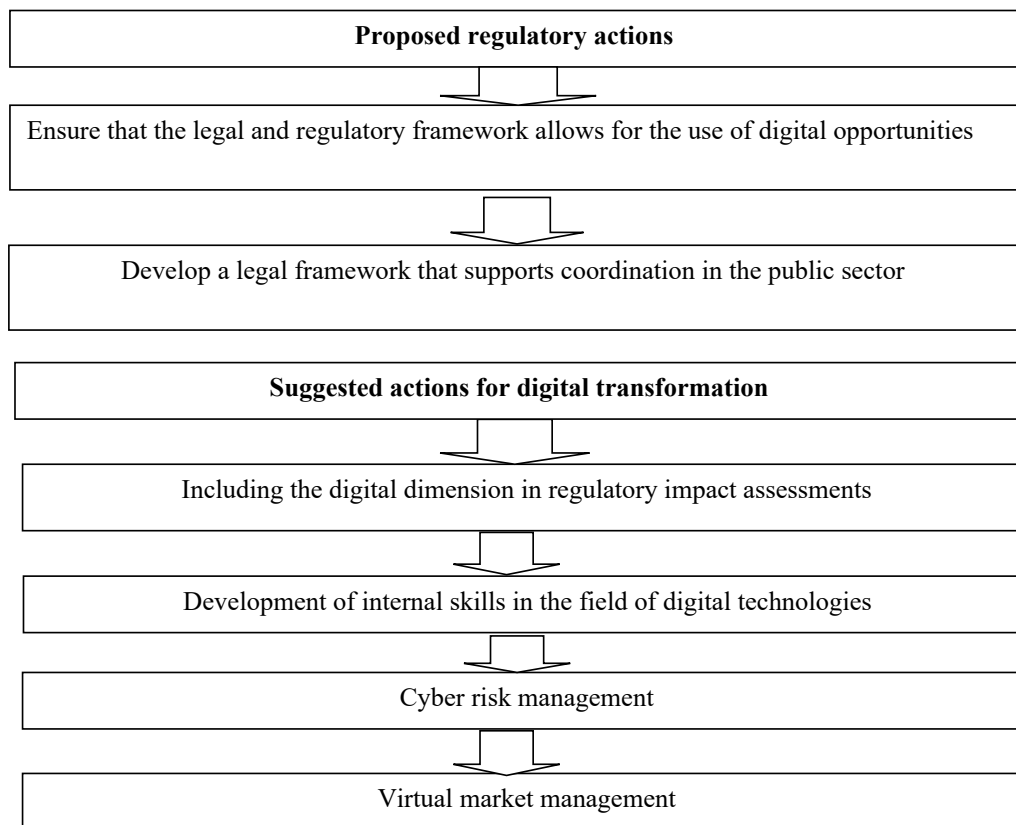 Proposed regulatory actions
Ensure that the legal and regulatory framework allows for the use of digital opportunities
Develop a legal framework that supports coordination in the public sector
Suggested actions for digital transformation
Including the digital dimension in regulatory impact assessments
Development of internal skills in the field of digital technologies
Cyber risk management
Virtual market management